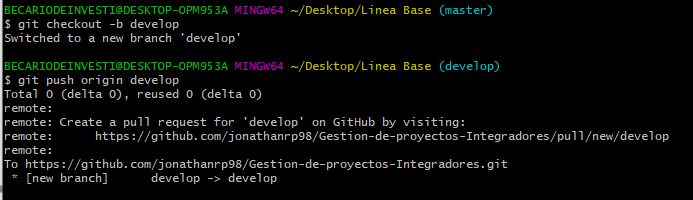 BECARIODEINVESTI@DESKTOP-OPM953A MINGW64 ~/Desktop/Linea Base (master)
$ git checkout -b develop
Switched to a new branch 'develop'
BECARIODEINVESTI@DESKTOP-OPM953A MINGW64 ~/Desktop/Linea Base (develop)
$ git push origin develop
Total 0 (delta 0), reused 0 (delta 0)
remote:
remote: Create a pull request for 'develop' on GitHub by visiting:
remote:      https://github.com/jonathanrp98/Gestion-de-proyectos-Integradores/pull/new/develop
remote:
To https://github.com/jonathanrp98/Gestion-de-proyectos-Integradores.git
 * [new branch]      develop -> develop